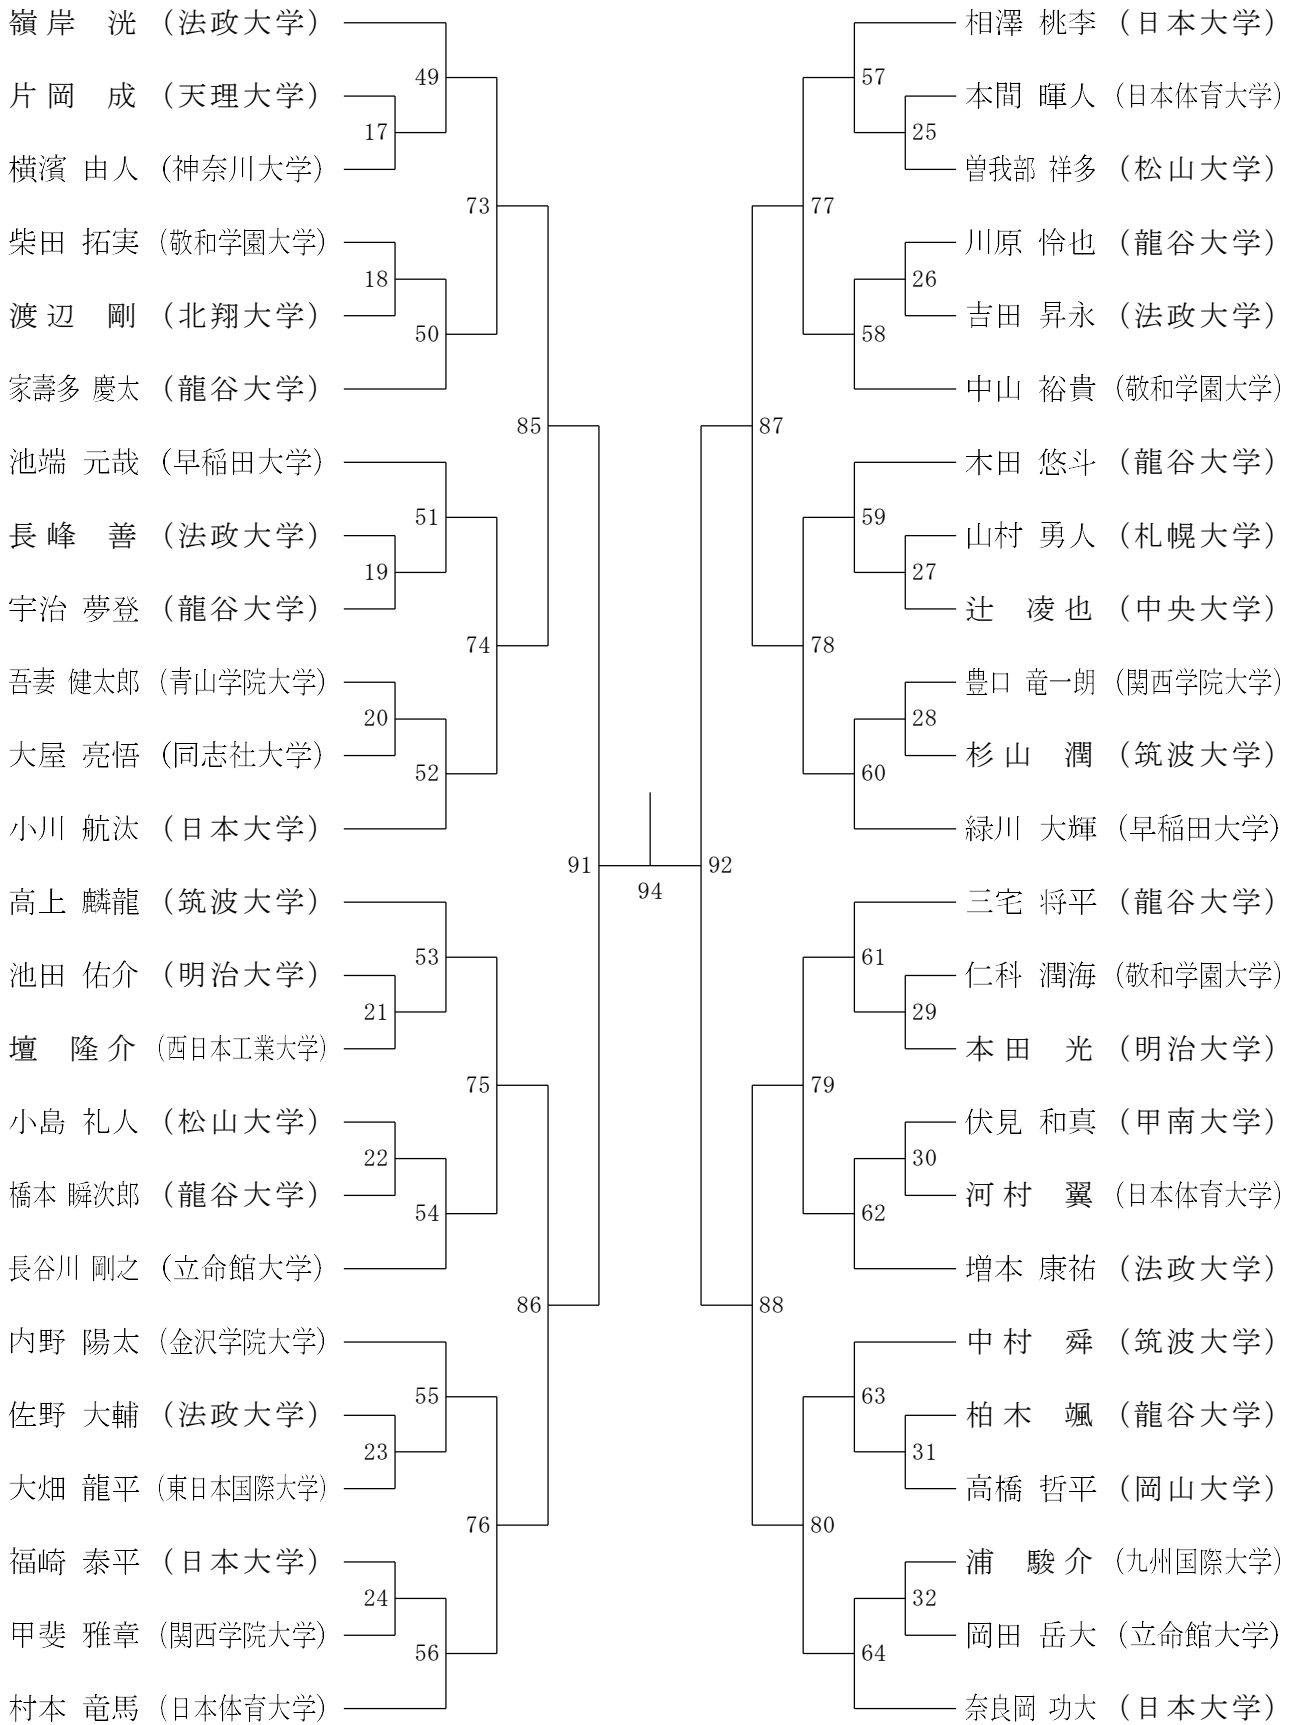 嶺岸 洸 (法政大学)
49
片岡 成 (天理大学)
17
横濱 由人 (神奈川大学)
73
柴田 拓実 (敬和学園大学)
18
渡辺 剛 (北翔大学)
50
家壽多 慶太 (龍谷大学)
85
池端 元哉 (早稲田大学)
51
長峰 善 (法政大学)
19
宇治 夢登 (龍谷大学)
74
吾妻 健太郎 (青山学院大学)
20
大屋 亮悟 (同志社大学)
52
小川 航汰 (日本大学)
91
高上 麟龍 (筑波大学)
53
池田 佑介 (明治大学)
21
壇 隆介 (西日本工業大学)
75
小島 礼人 (松山大学)
22
橋本 瞬次郎 (龍谷大学)
54
長谷川 剛之 (立命館大学)
86
内野 陽太 (金沢学院大学)
55
佐野 大輔 (法政大学)
23
大畑 龍平 (東日本国際大学)
76
福崎 泰平 (日本大学)
24
甲斐 雅章 (関西学院大学)
56
村本 竜馬 (日本体育大学)
94
相澤 桃李 (日本大学)
57
本間 暉人 (日本体育大学)
25
曽我部 祥多 (松山大学)
77
川原 怜也 (龍谷大学)
26
吉田 昇永 (法政大学)
58
中山 裕貴 (敬和学園大学)
87
木田 悠斗 (龍谷大学)
59
山村 勇人 (札幌大学)
27
辻 凌也 (中央大学)
78
豊口 竜一朗 (関西学院大学)
28
杉山 潤 (筑波大学)
60
緑川 大輝 (早稲田大学)
92
三宅 将平 (龍谷大学)
61
仁科 潤海 (敬和学園大学)
29
本田 光 (明治大学)
79
伏見 和真 (甲南大学)
30
河村 翼 (日本体育大学)
62
増本 康祐 (法政大学)
88
中村 舜 (筑波大学)
63
柏木 颯 (龍谷大学)
31
高橋 哲平 (岡山大学)
80
浦 駿介 (九州国際大学)
32
岡田 岳大 (立命館大学)
64
奈良岡 功大 (日本大学)